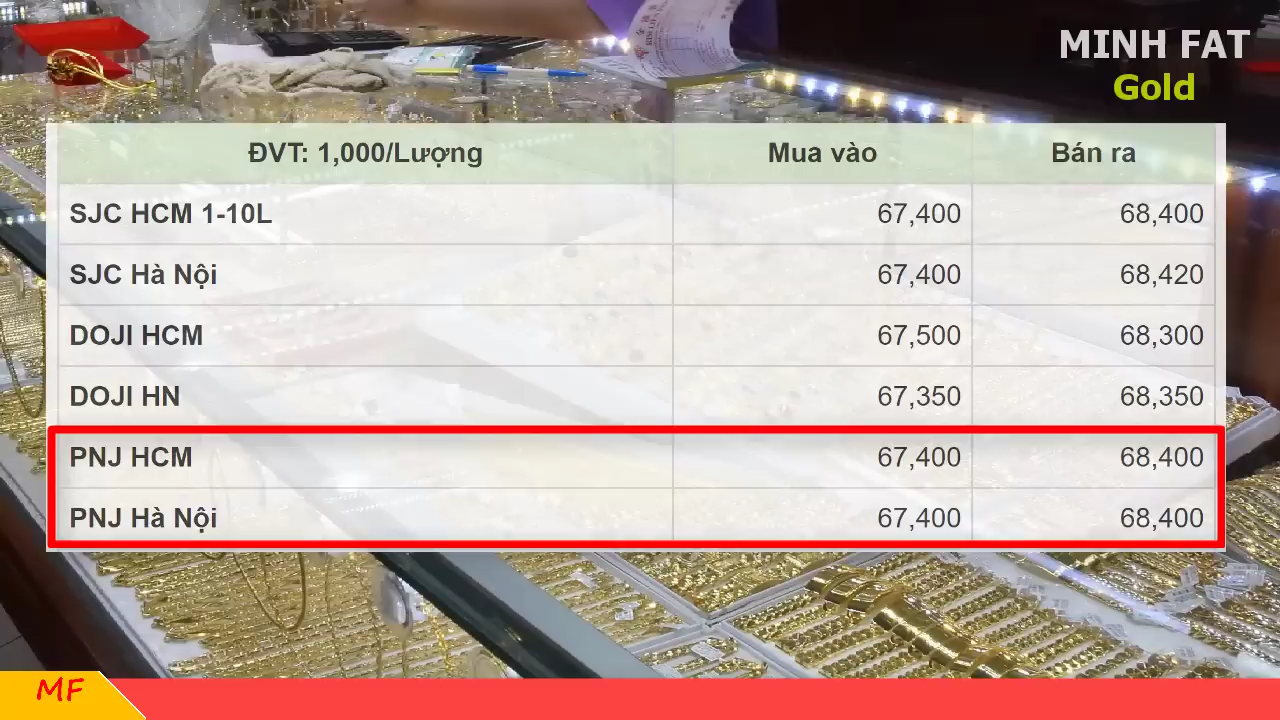 MINH FAT
Gold
ĐVT: 1,000/Lượng Mua vào Bán ra
SJC HCM 1-10L 67,400 68,400
SJC Hà Nội 67,400 68,420
DOJI HCM 67,500 68,300
DOJI HN 67,350 68,350
PNJ HCM 67,400 68,400
PNJ Hà Nội 67,400 68,400
MF